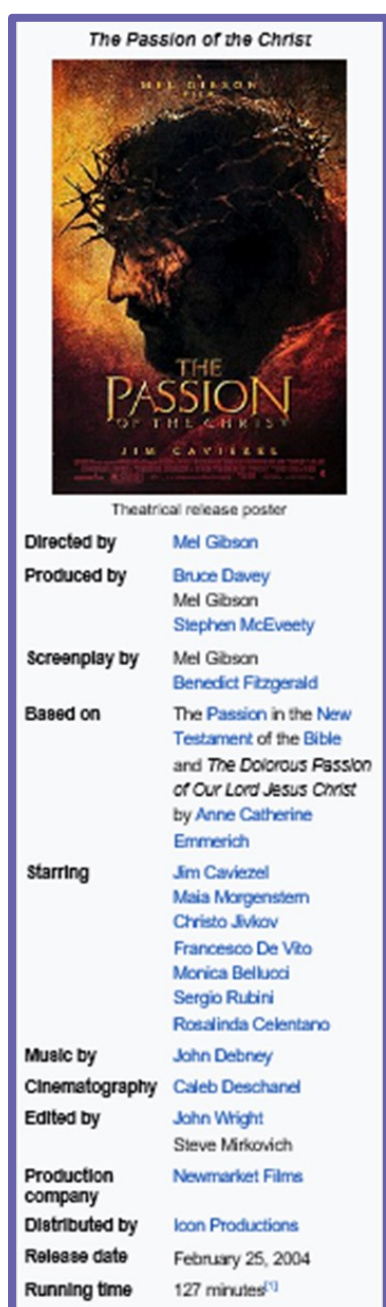 The Passion of the Christ
A
MEL GIBSON
FILM
THE
PASSION
OF THE CHRIST
JIM CAVIEZEL
Theatrical release poster
Directed by Mel Gibson
Produced by Bruce Davey
Mel Gibson
Stephen McEveety
Screenplay by Mel Gibson
Benedict Fitzgerald
Based on The Passion in the New
Testament of the Bible
and The Dolorous Passion
of Our Lord Jesus Christ
by Anne Catherine
Emmerich
Starring Jim Caviezel
Maia Morgenstern
Christo Jivkov
Francesco De Vito
Monica Bellucci
Sergio Rubini
Rosalinda Celentano
Music by John Debney
Cinematography Caleb Deschanel
Edited by John Wright
Steve Mirkovich
Production Newmarket Films
company
Distributed by Icon Productions
Release date February 25, 2004
Running time 127 minutes[1]